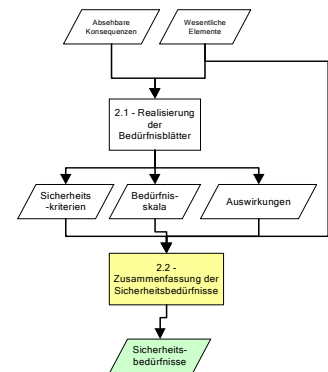 Absehbare
Konsequenzen
Wesentliche
Elemente
2.1 - Realisierung
der
Bedürfnisblätter
Sicherheits
-kriterien
Bedürfnis-
skala
Auswirkungen
2.2 -
Zusammenfassung der
Sicherheitsbedürfnisse
Sicherheits-
bedürfnisse